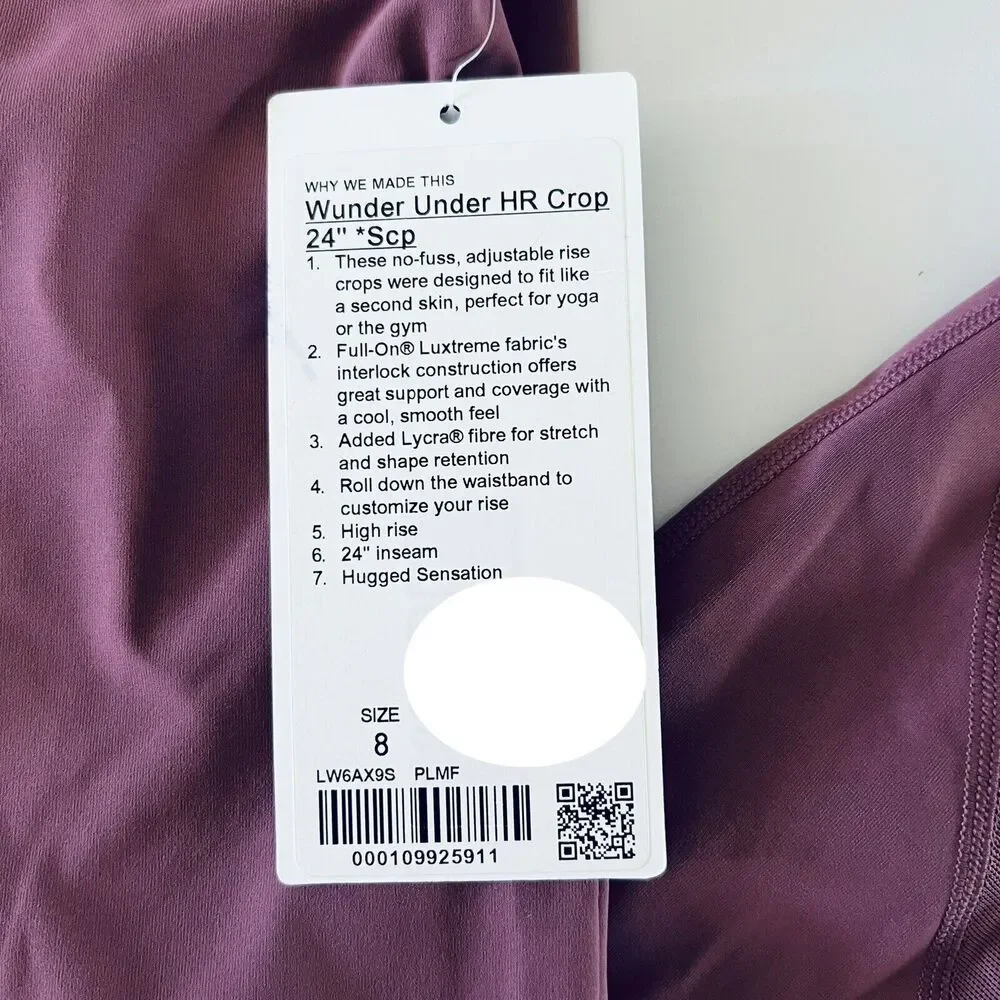 WHY WE MADE THIS
Wunder Under HR Crop
24" *Scp
1. These no-fuss, adjustable rise
crops were designed to fit like
a second skin, perfect for yoga
or the gym
2. Full-On® Luxtreme fabric's
interlock construction offers
great support and coverage with
a cool, smooth feel
3. Added Lycra® fibre for stretch
and shape retention
4. Roll down the waistband to
customize your rise
5. High rise
6. 24" inseam
7. Hugged Sensation
SIZE
8
LW6AX9S PLMF
000109925911